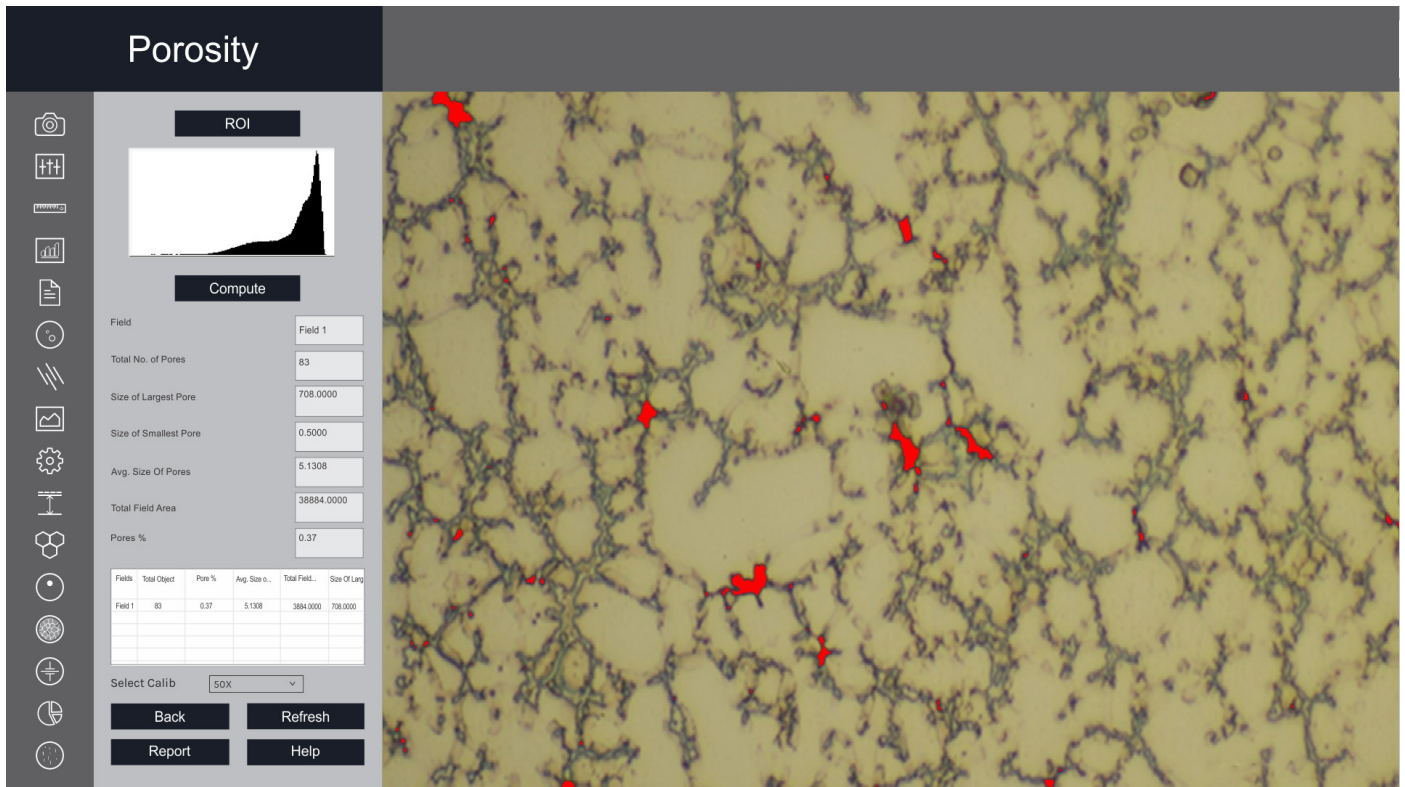 Porosity
ROI
Compute
Field
Field 1
Total No. of Pores
83
Size of Largest Pore
708.0000
Size of Smallest Pore
0.5000
Avg. Size Of Pores
5.1308
Total Field Area
38884.0000
Pores %
0.37
Fields Total Object Pore % Avg. Size o... Total Field... Size Of Larg
Field 1 83 0.37 5.1308 3884.0000 708.0000
Select Calib 50X
Back Refresh
Report Help